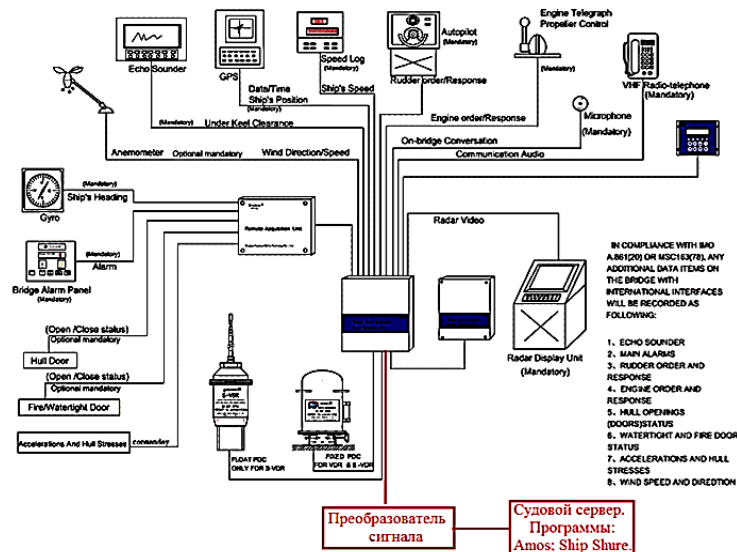 Echo Sounder
GPS
Speed Log
(Mandatory)
Autopilot
(Mandatory)
Engine Telegraph
Propeller Control
(Mandatory)
VHF Radio-telephone
(Mandatory)
Data/Time
Ship's Position
(Mandatory)
Ship's Speed
Rudder order/Response
Engine order/Response
Microphone
(Mandatory)
(Mandatory) Under Keel Clearance
On-bridge Conversation
Anemometer Optional mandatory Wind Direction/Speed
Communication Audio
(Mandatory)
Ship's Heading
Gyro
Remote Acquisition Unit
Radar Video
(Mandatory)
Alarm
Bridge Alarm Panel
(Mandatory)
IN COMPLIANCE WITH IMO
A.861(20) OR MSC163(78), ANY
ADDITIONAL DATA ITEMS ON
THE BRIDGE WITH
INTERNATIONAL INTERFACES
WILL BE RECORDED AS
FOLLOWING:
1、ECHO SOUNDER
2、MAIN ALARMS
3、RUDDER ORDER AND
RESPONSE
4、ENGINE ORDER AND
RESPONSE
5、HULL OPENINGS
(DOORS)STATUS
6、WATERTIGHT AND FIRE DOOR
STATUS
7、ACCELERATIONS AND HULL
STRESSES
8、WIND SPEED AND DIREDTION
(Open /Close status)
Optional mandatory
Hull Door
(Open /Close status)
Optional mandatory
Fire/Watertight Door
Accelerations And Hull Stresses
Radar Display Unit
(Mandatory)
S-VDR
FLOAT PDC
ONLY FOR S-VDR
FIXED PDC
FOR VDR & S-VDR
Преобразователь
сигнала
Судовой сервер.
Программы:
Amos; Ship Shure.